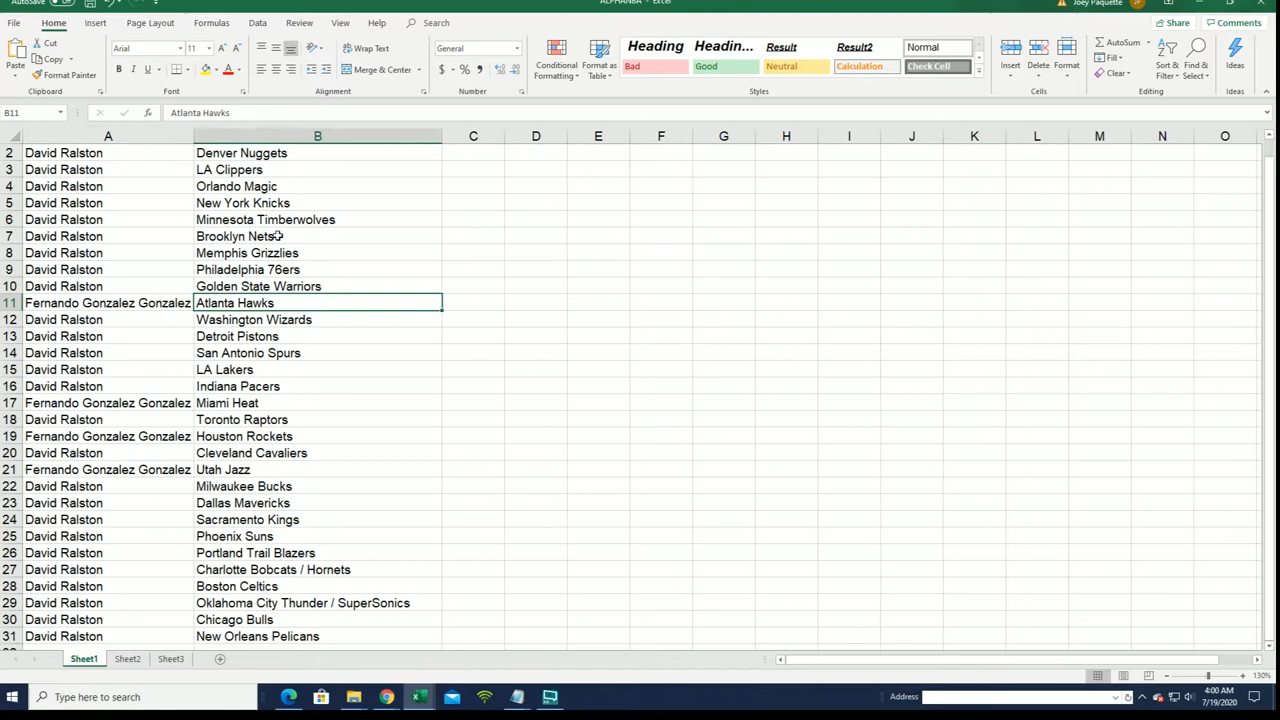 AutoSave
ALPHANBA - Excel
Joey Paquette
File Home Insert Page Layout Formulas Data Review View Help Search Share Comments
Paste Cut Copy Format Painter Clipboard
Arial 11 B I U A Font
Wrap Text Merge & Center Alignment
General $ % Number
Conditional Formatting Format as Table
Heading Headin... Result Result2 Normal
Bad Good Neutral Calculation Check Cell
Styles
Insert Delete Format Cells
AutoSum Fill Clear Sort & Filter Find & Select Editing
Ideas Ideas
B11 fx Atlanta Hawks
A B C D E F G H I J K L M N O
2 David Ralston Denver Nuggets
3 David Ralston LA Clippers
4 David Ralston Orlando Magic
5 David Ralston New York Knicks
6 David Ralston Minnesota Timberwolves
7 David Ralston Brooklyn Nets
8 David Ralston Memphis Grizzlies
9 David Ralston Philadelphia 76ers
10 David Ralston Golden State Warriors
11 Fernando Gonzalez Gonzalez Atlanta Hawks
12 David Ralston Washington Wizards
13 David Ralston Detroit Pistons
14 David Ralston San Antonio Spurs
15 David Ralston LA Lakers
16 David Ralston Indiana Pacers
17 Fernando Gonzalez Gonzalez Miami Heat
18 David Ralston Toronto Raptors
19 Fernando Gonzalez Gonzalez Houston Rockets
20 David Ralston Cleveland Cavaliers
21 Fernando Gonzalez Gonzalez Utah Jazz
22 David Ralston Milwaukee Bucks
23 David Ralston Dallas Mavericks
24 David Ralston Sacramento Kings
25 David Ralston Phoenix Suns
26 David Ralston Portland Trail Blazers
27 David Ralston Charlotte Bobcats / Hornets
28 David Ralston Boston Celtics
29 David Ralston Oklahoma City Thunder / SuperSonics
30 David Ralston Chicago Bulls
31 David Ralston New Orleans Pelicans
Sheet1 Sheet2 Sheet3
130%
Type here to search
Address
4:00 AM
7/19/2020